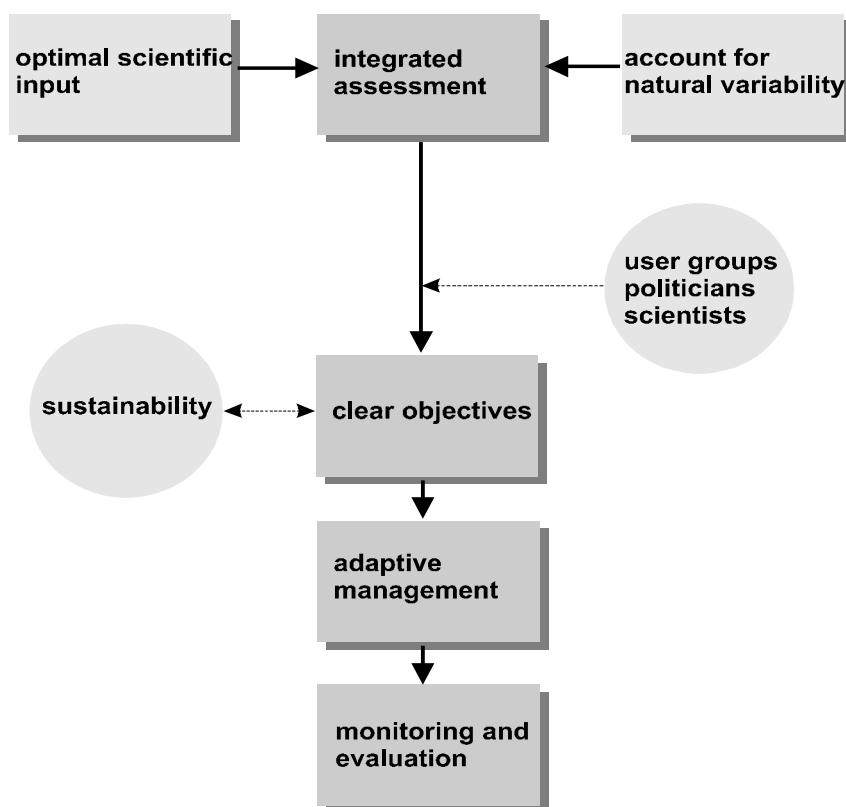 optimal scientific
input
integrated
assessment
account for
natural variability
user groups
politicians
scientists
sustainability
clear objectives
adaptive
management
monitoring and
evaluation